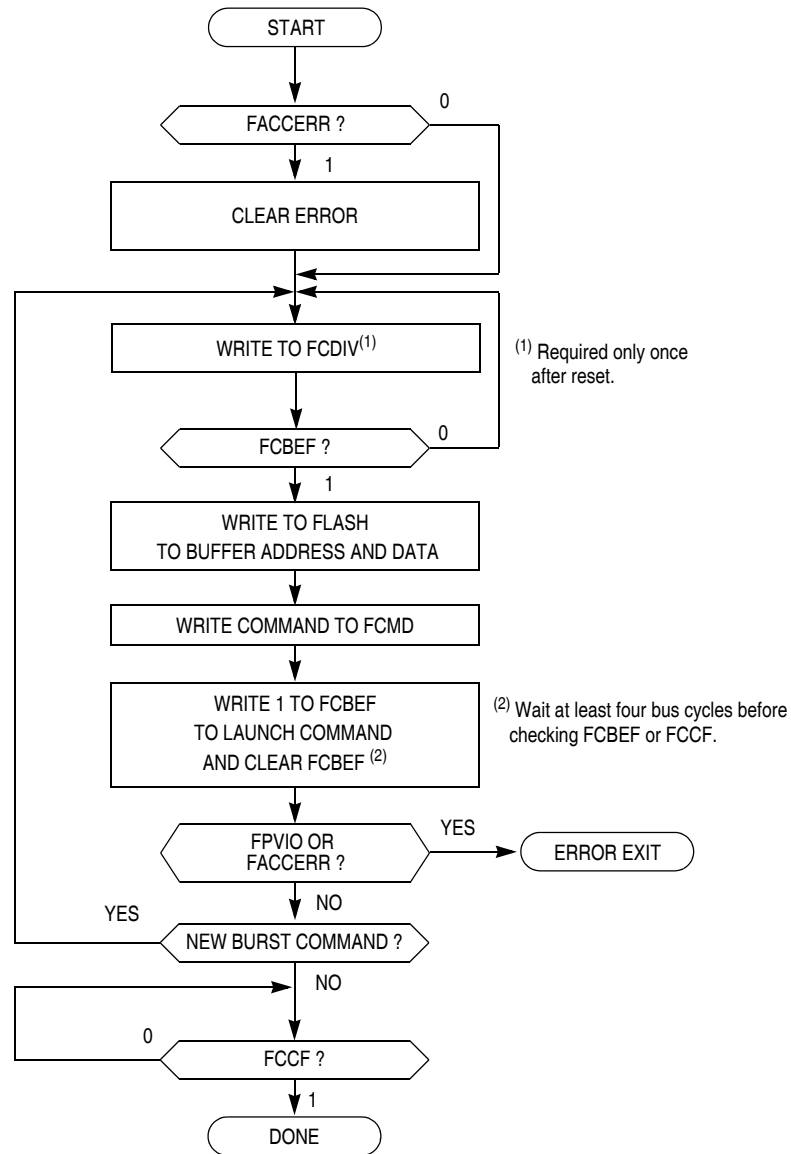 START
FACCERR ?
0
1
CLEAR ERROR
WRITE TO FCDIV(1)
(1) Required only once
after reset.
FCBEF ?
0
1
WRITE TO FLASH
TO BUFFER ADDRESS AND DATA
WRITE COMMAND TO FCMD
WRITE 1 TO FCBEF
TO LAUNCH COMMAND
AND CLEAR FCBEF (2)
(2) Wait at least four bus cycles before
checking FCBEF or FCCF.
FPVIO OR
FACCERR ?
YES
ERROR EXIT
NO
YES
NEW BURST COMMAND ?
NO
0
FCCF ?
1
DONE